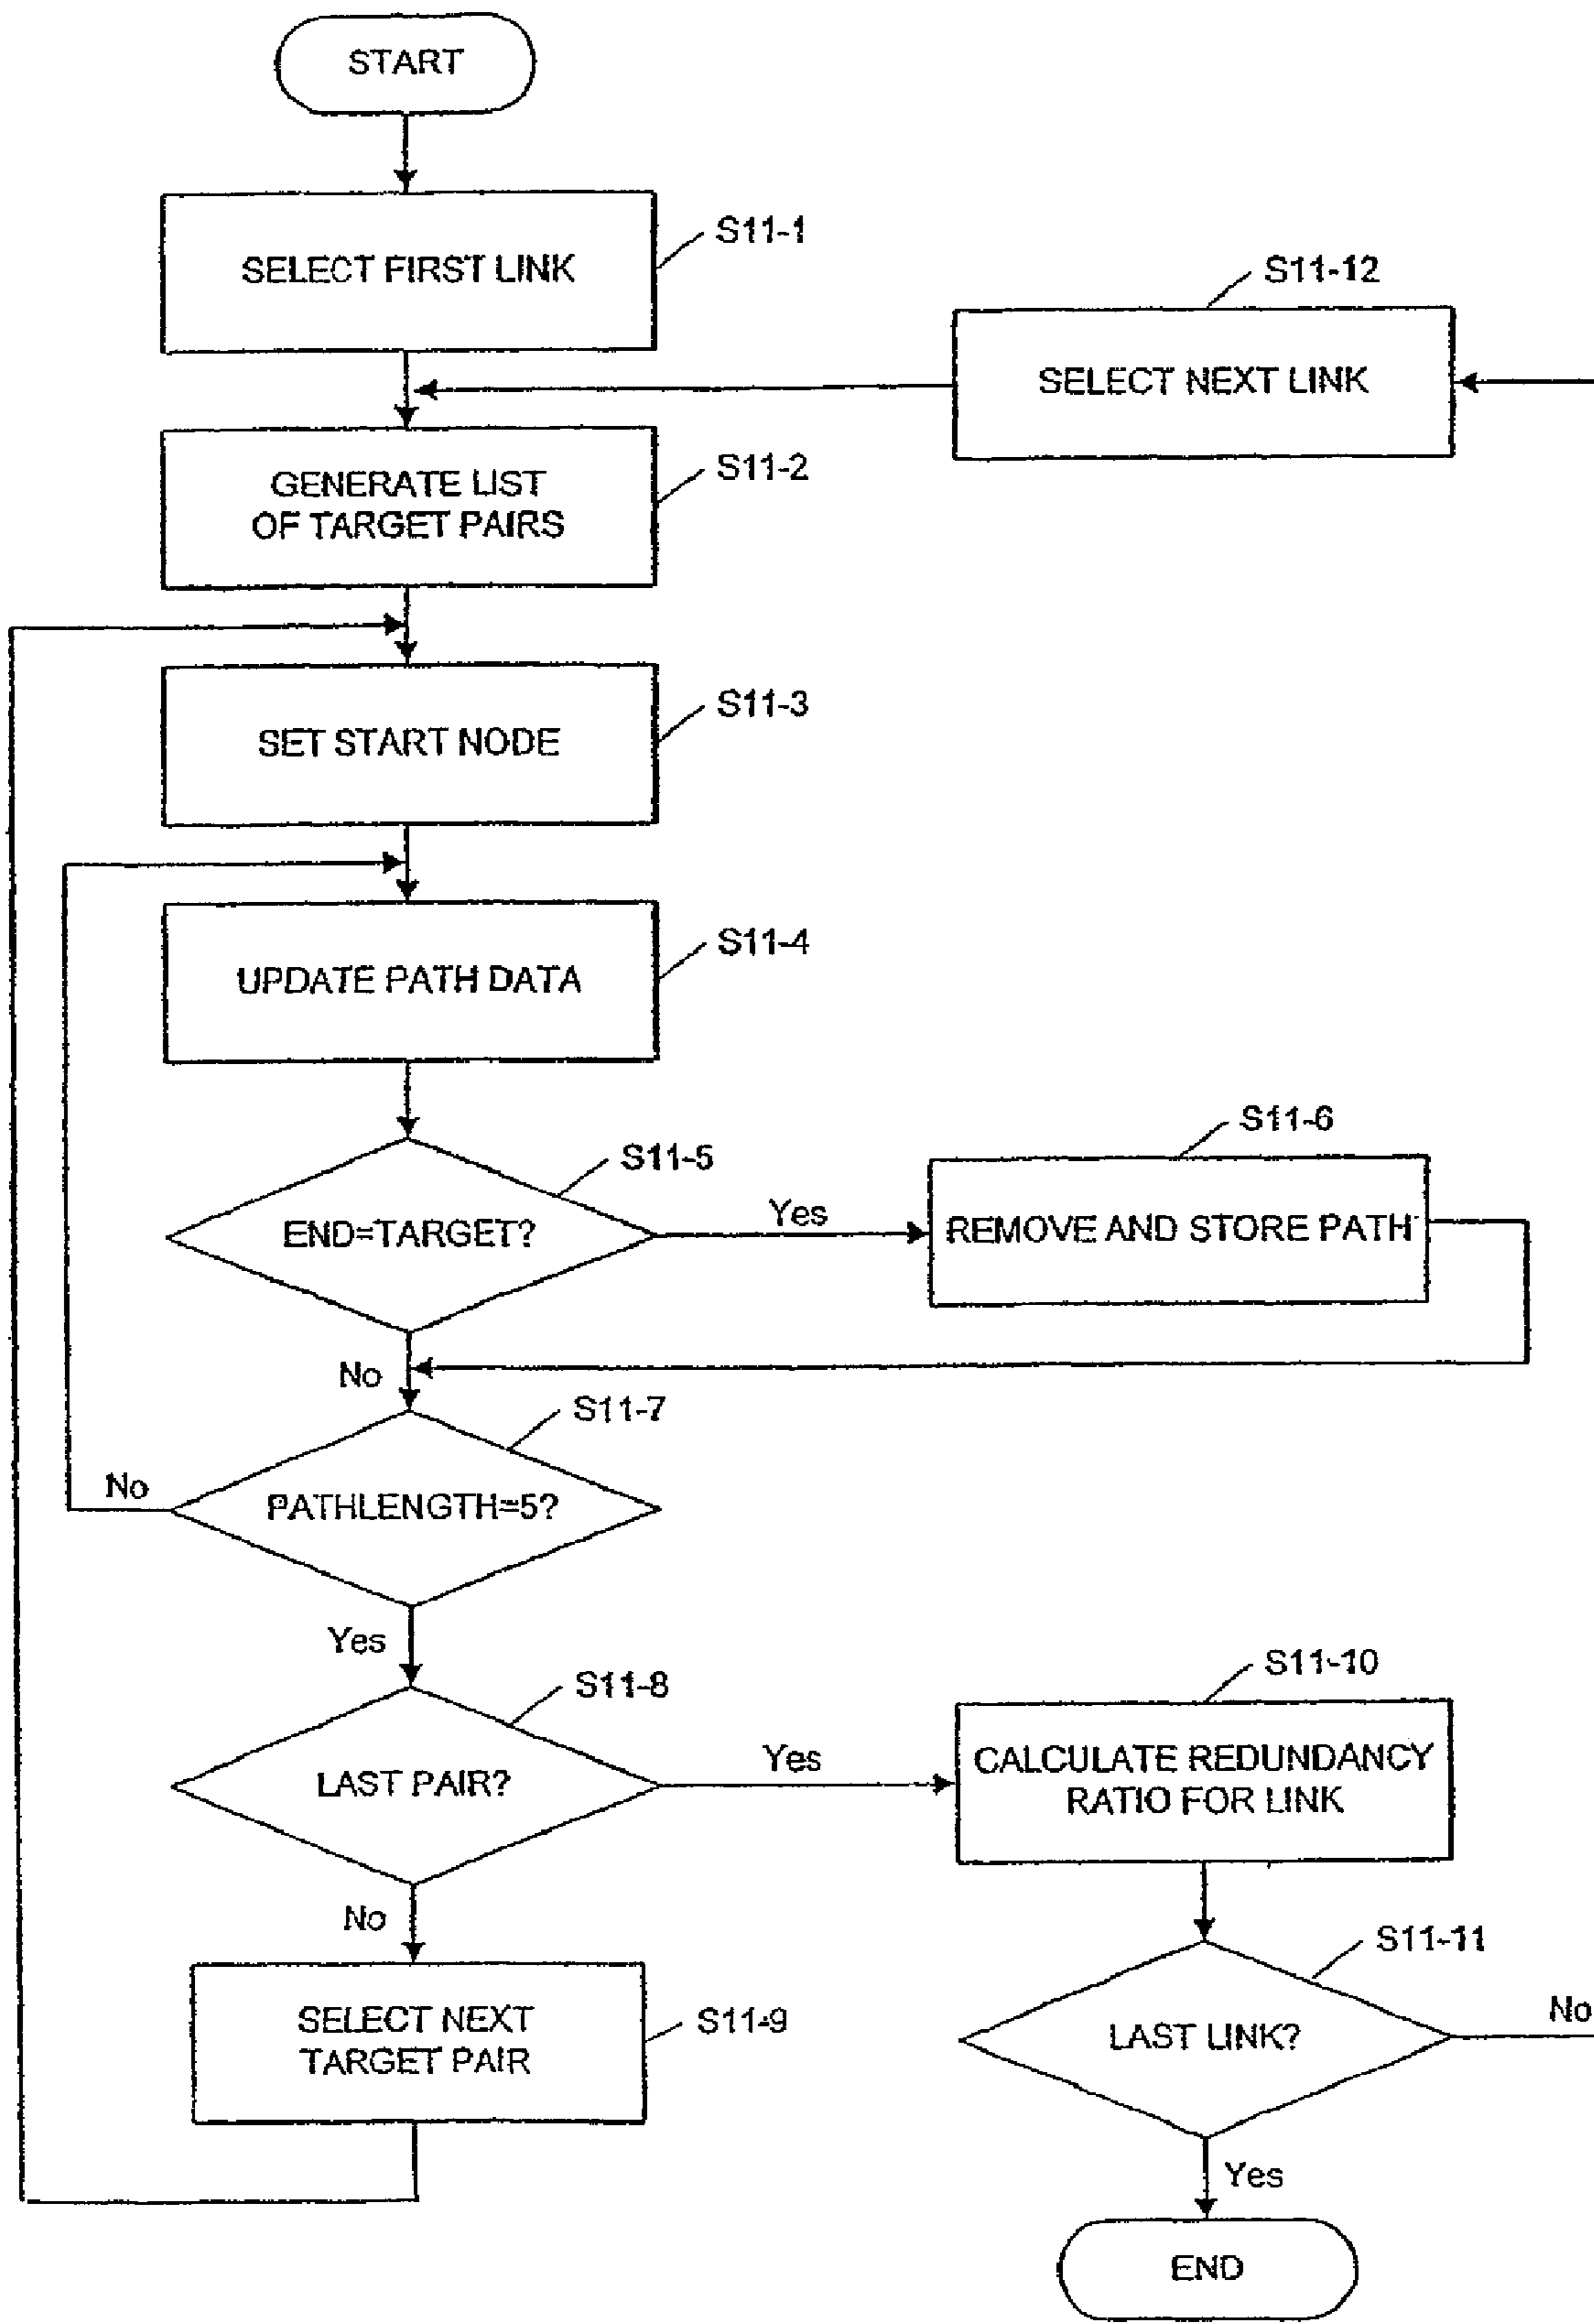 START
SELECT FIRST LINK
S11-1
S11-12
SELECT NEXT LINK
GENERATE LIST
OF TARGET PAIRS
S11-2
SET START NODE
S11-3
UPDATE PATH DATA
S11-4
END=TARGET?
S11-5
Yes
S11-6
REMOVE AND STORE PATH
No
S11-7
No
PATHLENGTH=5?
Yes
S11-8
LAST PAIR?
Yes
S11-10
CALCULATE REDUNDANCY
RATIO FOR LINK
No
SELECT NEXT
TARGET PAIR
S11-9
S11-11
LAST LINK?
No
Yes
END